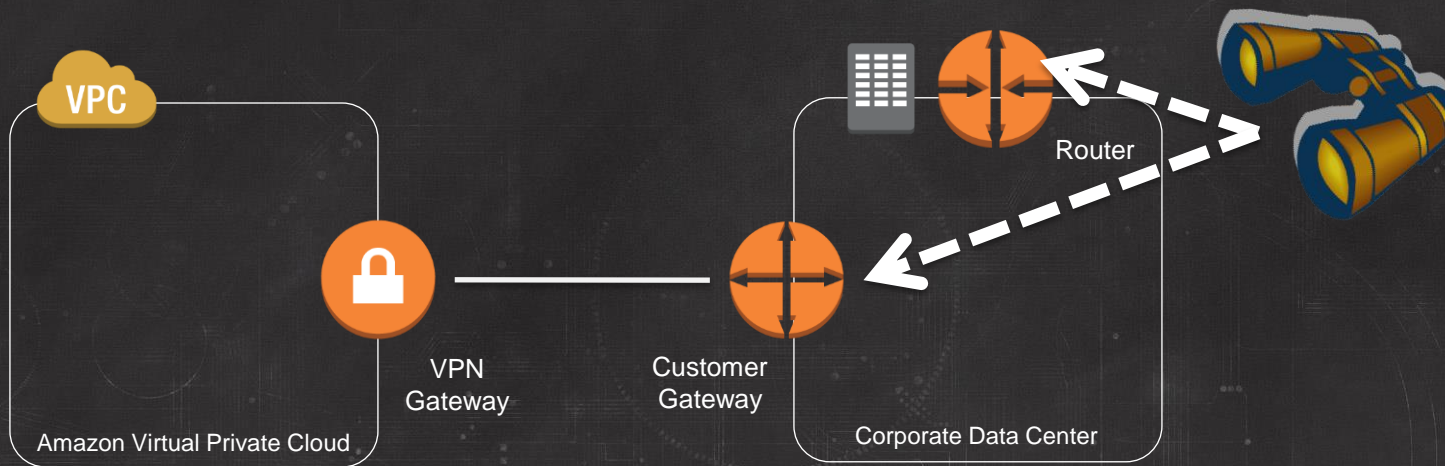 VPC
Router
VPN
Gateway
Customer
Gateway
Amazon Virtual Private Cloud
Corporate Data Center